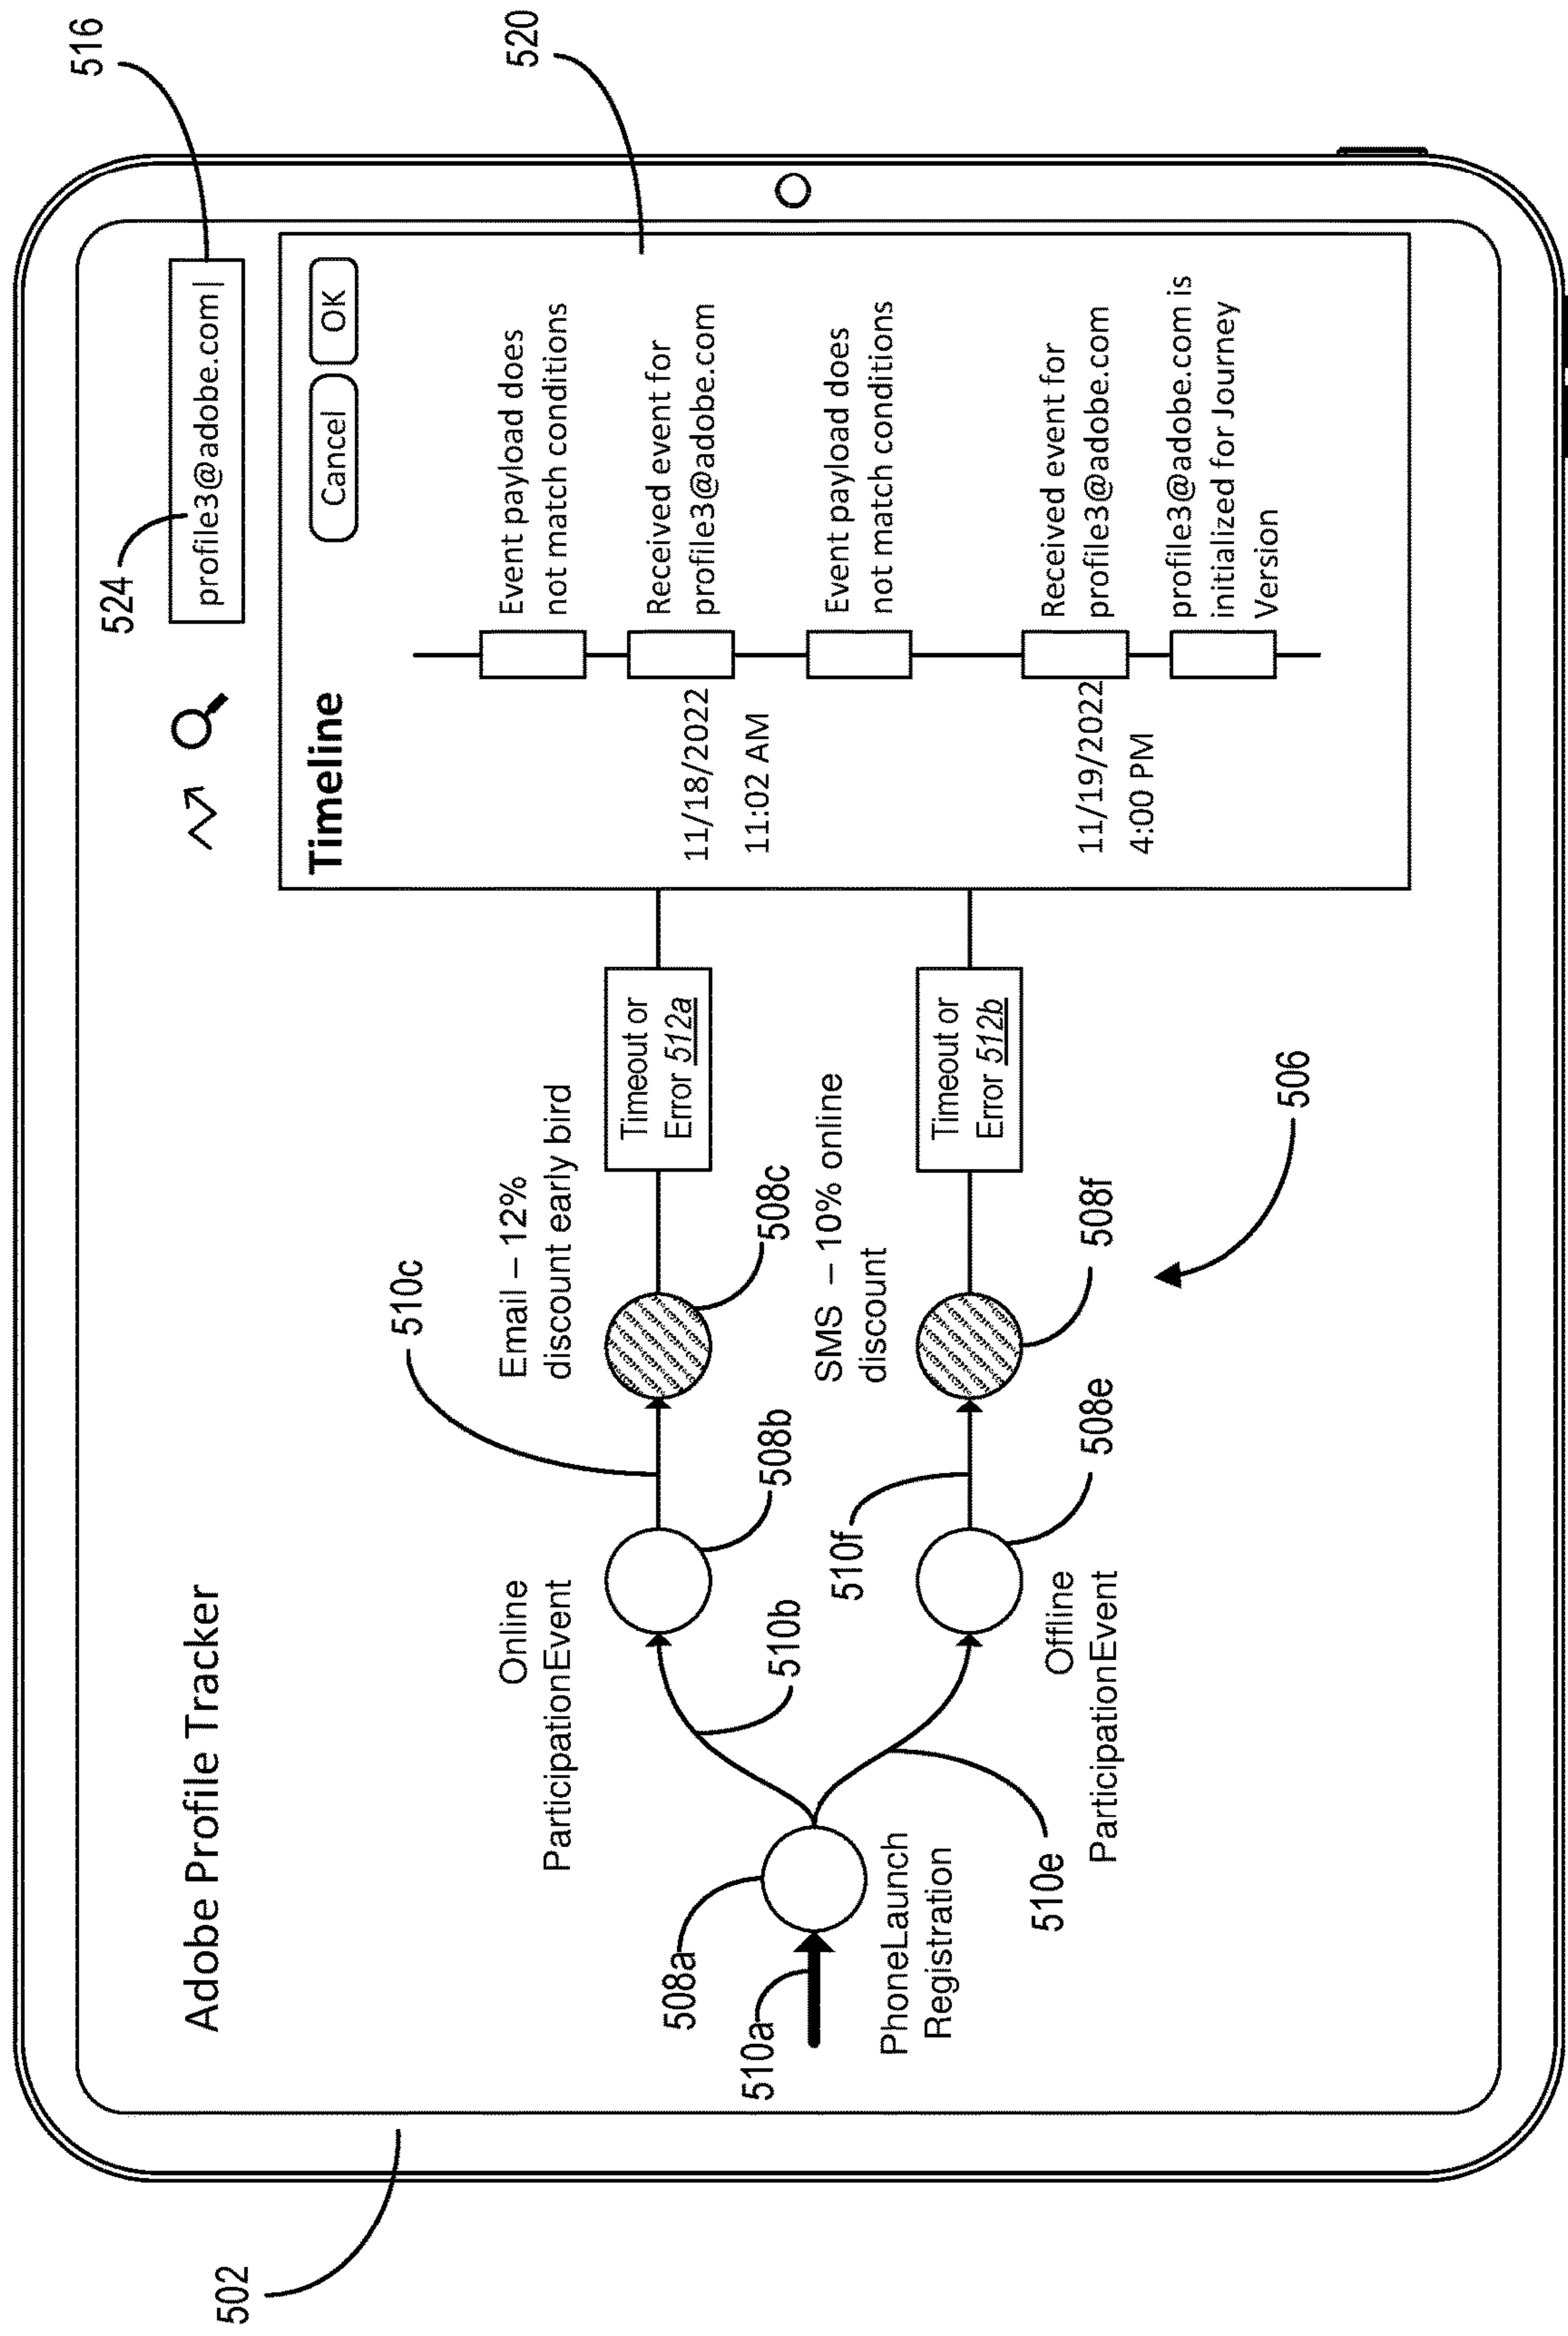 502
Adobe Profile Tracker
524
profile3@adobe.com|
516
Timeline
Cancel
OK
520
Event payload does
not match conditions
11/18/2022
11:02 AM
Received event for
profile3@adobe.com
Event payload does
not match conditions
11/19/2022
4:00 PM
Received event for
profile3@adobe.com
profile3@adobe.com is
initialized for Journey
Version
510c
Online
ParticipationEvent
Email – 12%
discount early bird
Timeout or
Error 512a
508a
510a
510b
508b
508c
PhoneLaunch
Registration
SMS – 10% online
discount
510f
Timeout or
Error 512b
510e
Offline
ParticipationEvent
508e
508f
506